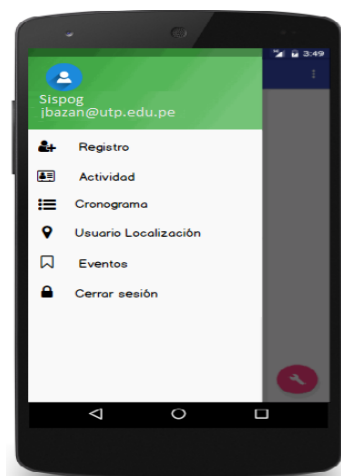 3:49
Sispog
jbazan@utp.edu.pe
Registro
Actividad
Cronograma
Usuario Localización
Eventos
Cerrar sesión